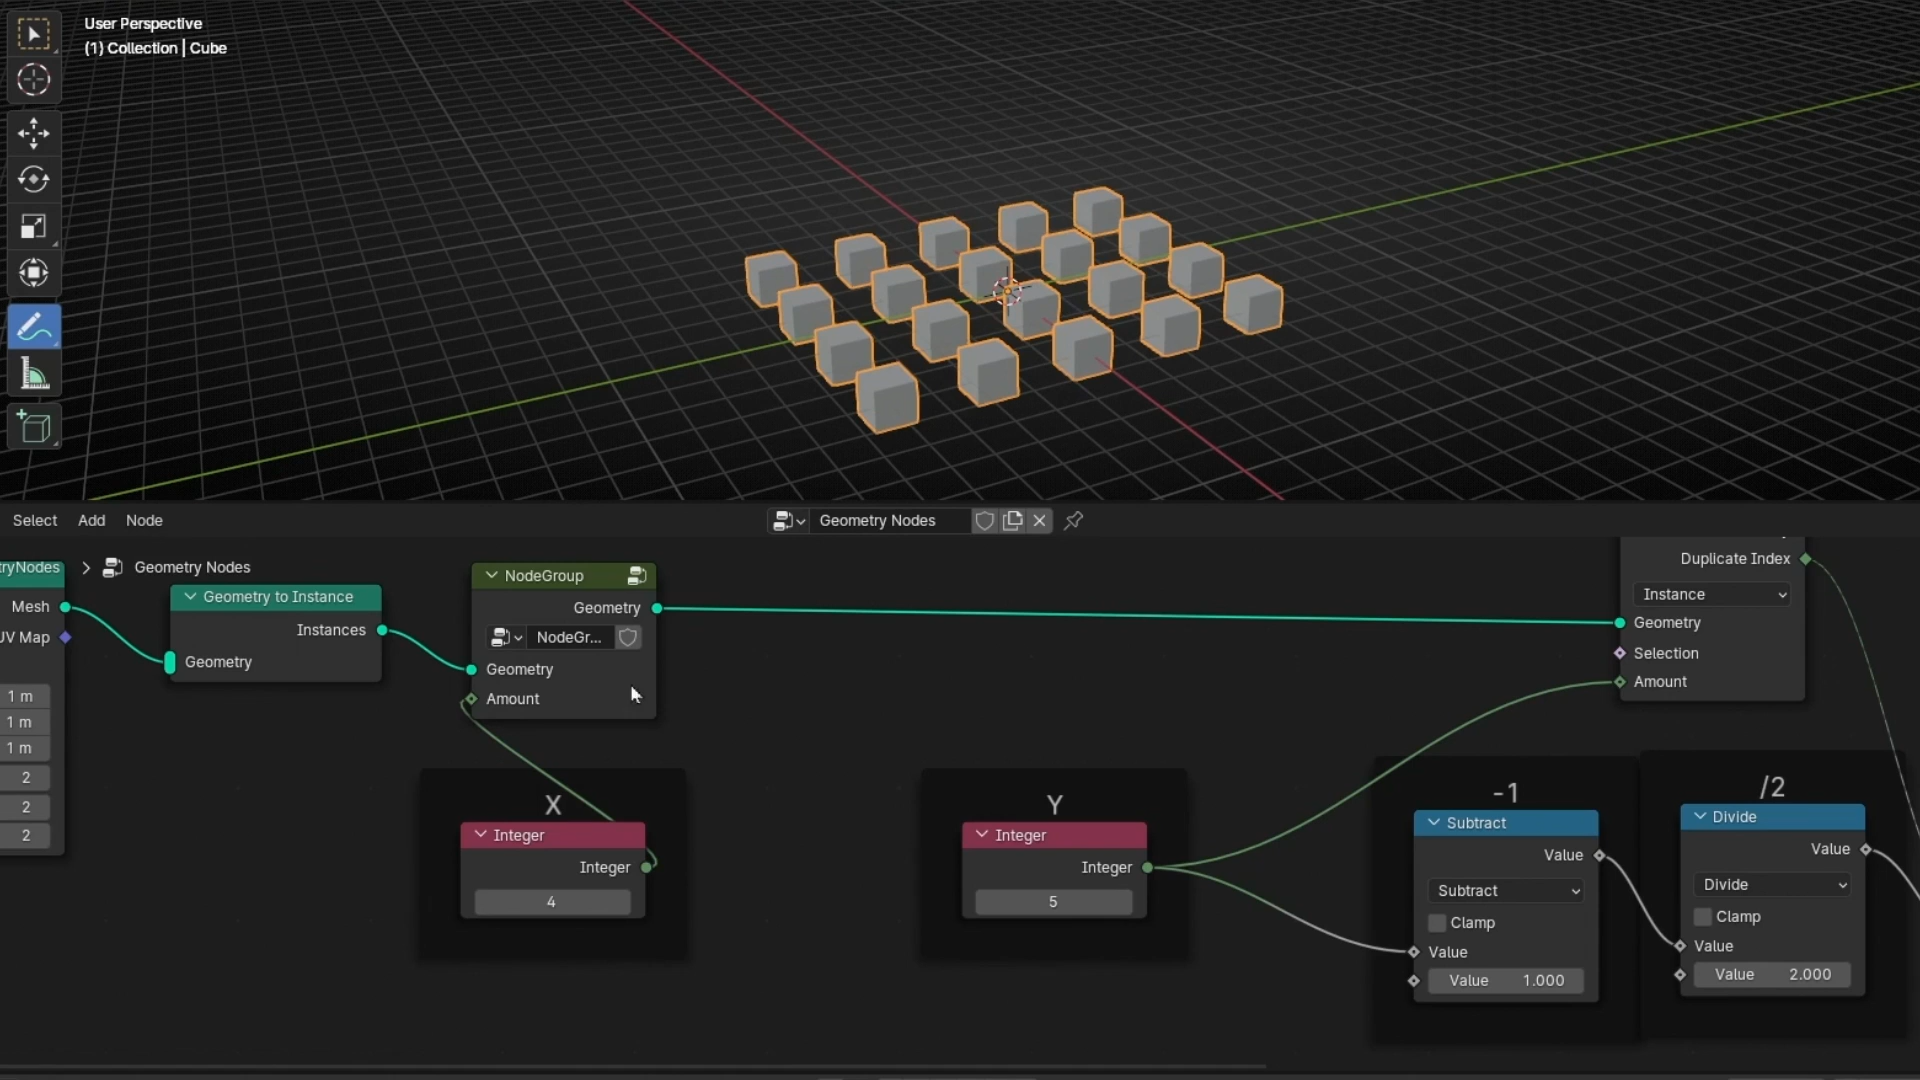 User Perspective
(1) Collection | Cube
Select Add Node
Geometry Nodes
ryNodes
Geometry Nodes
Mesh
UV Map
1 m
1 m
1 m
2
2
2
Geometry to Instance
Instances
Geometry
NodeGroup
Geometry
NodeGr...
Geometry
Amount
X
Integer
Integer
4
Y
Integer
Integer
5
Duplicate Index
Instance
Geometry
Selection
Amount
-1
Subtract
Value
Subtract
Clamp
Value
Value 1.000
/2
Divide
Value
Divide
Clamp
Value
Value 2.000